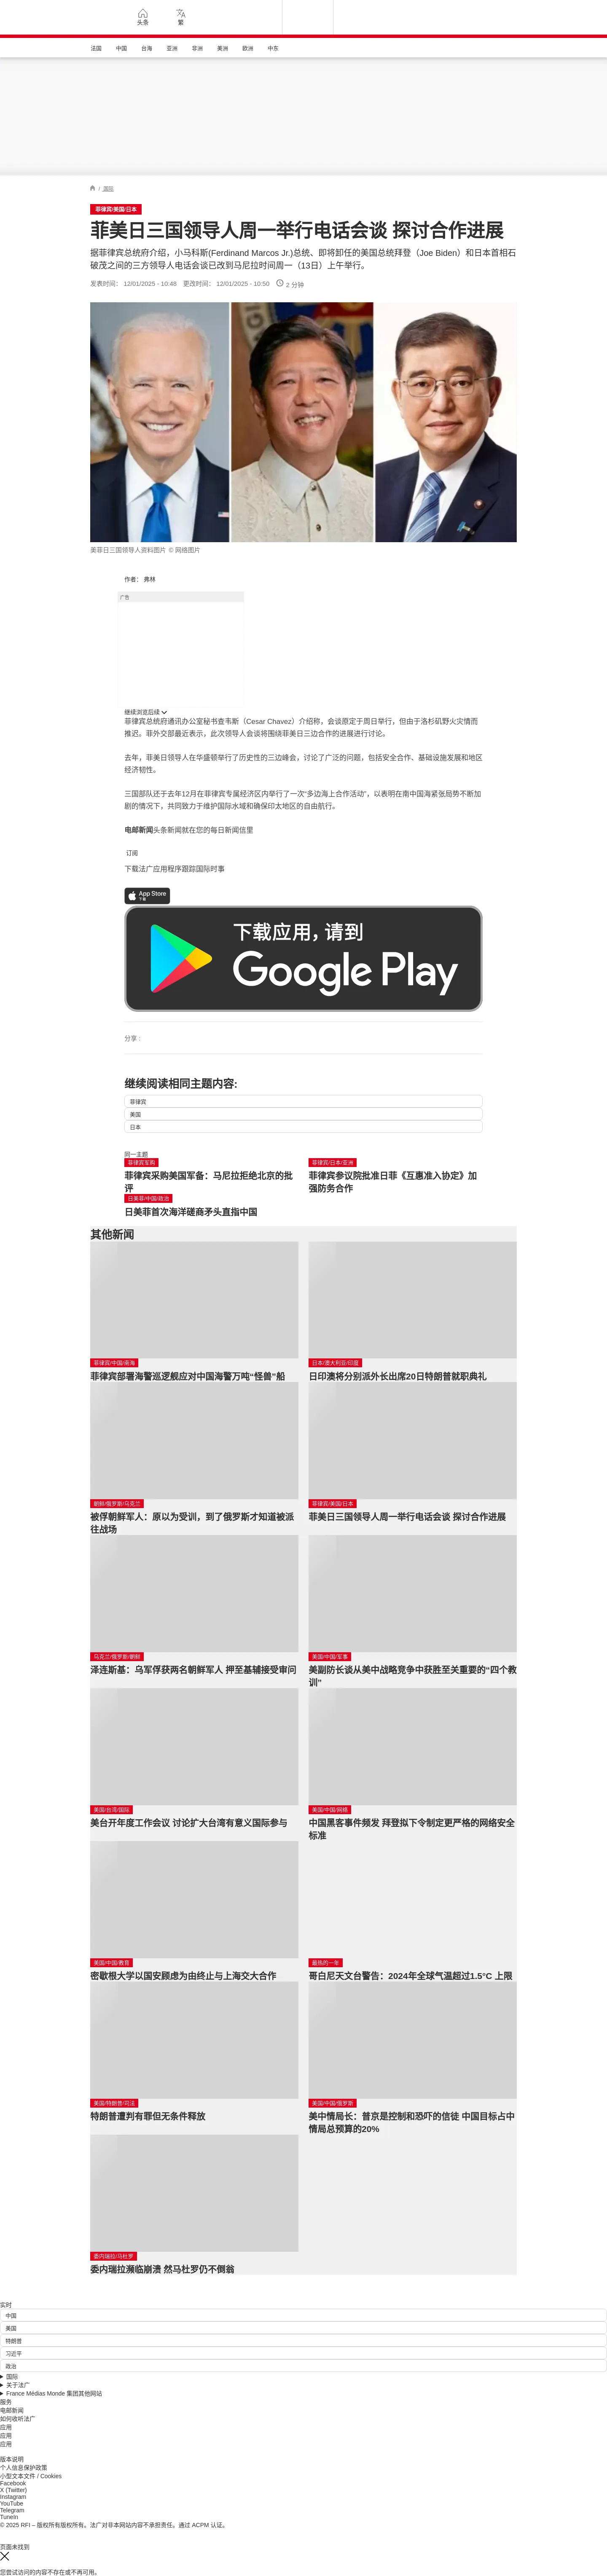 头条
繁
法国
中国
台海
亚洲
非洲
美洲
欧洲
中东
/ 国际
菲律宾/美国/日本
菲美日三国领导人周一举行电话会谈 探讨合作进展
据菲律宾总统府介绍，小马科斯(Ferdinand Marcos Jr.)总统、即将卸任的美国总统拜登（Joe Biden）和日本首相石
破茂之间的三方领导人电话会谈已改到马尼拉时间周一（13日）上午举行。
发表时间： 12/01/2025 - 10:48 更改时间： 12/01/2025 - 10:50 2 分钟
美菲日三国领导人资料图片 © 网络图片
作者： 弗林
广告
继续浏览后续
菲律宾总统府通讯办公室秘书查韦斯（Cesar Chavez）介绍称，会谈原定于周日举行，但由于洛杉矶野火灾情而
推迟。菲外交部最近表示，此次领导人会谈将围绕菲美日三边合作的进展进行讨论。
去年，菲美日领导人在华盛顿举行了历史性的三边峰会，讨论了广泛的问题，包括安全合作、基础设施发展和地区
经济韧性。
三国部队还于去年12月在菲律宾专属经济区内举行了一次“多边海上合作活动”，以表明在南中国海紧张局势不断加
剧的情况下，共同致力于维护国际水域和确保印太地区的自由航行。
电邮新闻头条新闻就在您的每日新闻信里
订阅
下载法广应用程序跟踪国际时事
App Store
下载
下载应用，请到
Google Play
分享 :
继续阅读相同主题内容:
菲律宾
美国
日本
同一主题
菲律宾军购
菲律宾采购美国军备：马尼拉拒绝北京的批
评
菲律宾/日本/亚洲
菲律宾参议院批准日菲《互惠准入协定》加
强防务合作
日美菲/中国/政治
日美菲首次海洋磋商矛头直指中国
其他新闻
菲律宾/中国/南海
菲律宾部署海警巡逻舰应对中国海警万吨“怪兽”船
日本/澳大利亚/印度
日印澳将分别派外长出席20日特朗普就职典礼
朝鲜/俄罗斯/乌克兰
被俘朝鲜军人：原以为受训，到了俄罗斯才知道被派
往战场
菲律宾/美国/日本
菲美日三国领导人周一举行电话会谈 探讨合作进展
乌克兰/俄罗斯/朝鲜
泽连斯基：乌军俘获两名朝鲜军人 押至基辅接受审问
美国/中国/军事
美副防长谈从美中战略竞争中获胜至关重要的“四个教
训”
美国/台湾/国际
美台开年度工作会议 讨论扩大台湾有意义国际参与
美国/中国/网络
中国黑客事件频发 拜登拟下令制定更严格的网络安全
标准
美国/中国/教育
密歇根大学以国安顾虑为由终止与上海交大合作
最热的一年
哥白尼天文台警告：2024年全球气温超过1.5°C 上限
美国/特朗普/司法
特朗普遭判有罪但无条件释放
美国/中国/俄罗斯
美中情局长：普京是控制和恐吓的信徒 中国目标占中
情局总预算的20%
委内瑞拉/马杜罗
委内瑞拉濒临崩溃 然马杜罗仍不倒翁
实时
中国
美国
特朗普
习近平
政治
国际
关于法广
France Médias Monde 集团其他网站
服务
电邮新闻
如何收听法广
应用
应用
应用
版本说明
个人信息保护政策
小型文本文件 / Cookies
Facebook
X (Twitter)
Instagram
YouTube
Telegram
TuneIn
© 2025 RFI – 版权所有版权所有。法广对非本网站内容不承担责任。通过 ACPM 认证。
页面未找到
您尝试访问的内容不存在或不再可用。